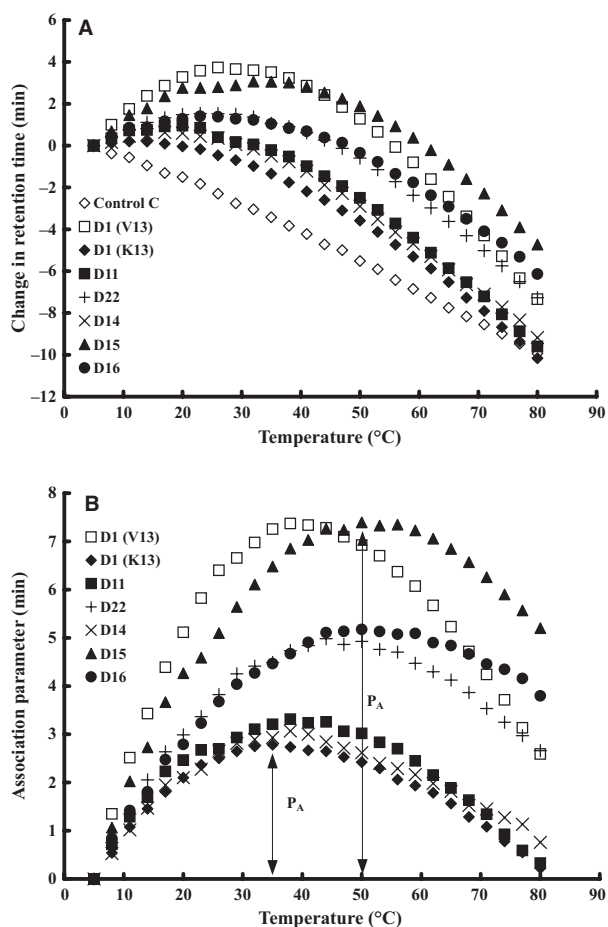 A
6
4
2
0
−2
−4
−6
−8
−10
−12
Change in retention time (min)
Control C
D1 (V13)
D1 (K13)
D11
D22
D14
D15
D16
0 10 20 30 40 50 60 70 80 90
Temperature (°C)
B
8
7
6
5
4
3
2
1
0
Association parameter (min)
D1 (V13)
D1 (K13)
D11
D22
D14
D15
D16
PA
PA
0 10 20 30 40 50 60 70 80 90
Temperature (°C)